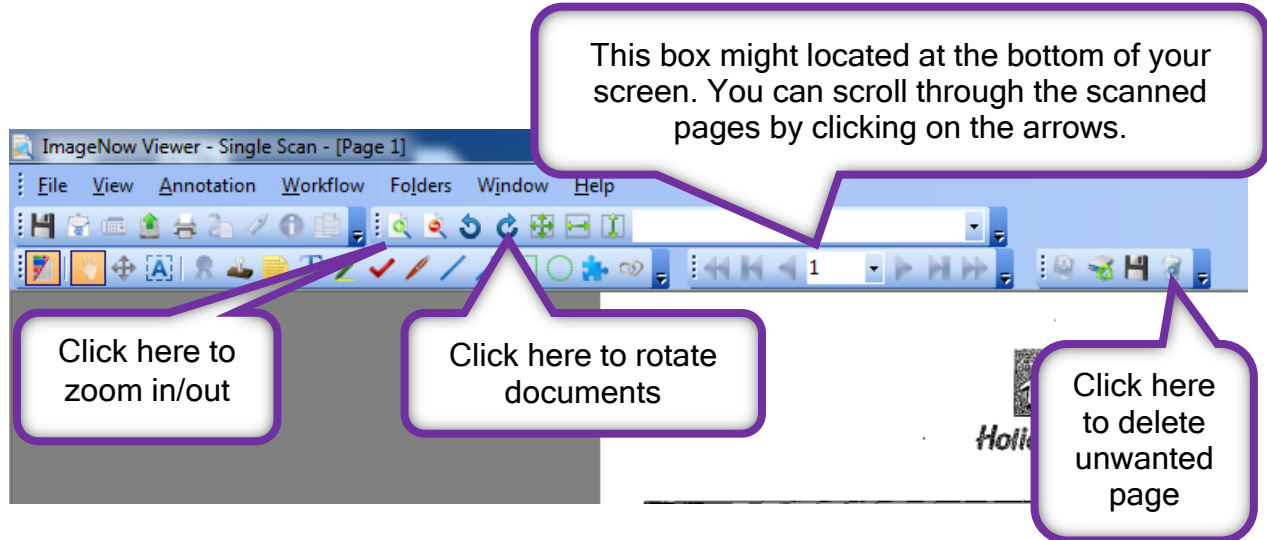 This box might located at the bottom of your
screen. You can scroll through the scanned
pages by clicking on the arrows.
ImageNow Viewer - Single Scan - [Page 1]
File View Annotation Workflow Folders Window Help
1
Click here to
zoom in/out
Click here to rotate
documents
Click here
to delete
unwanted
page